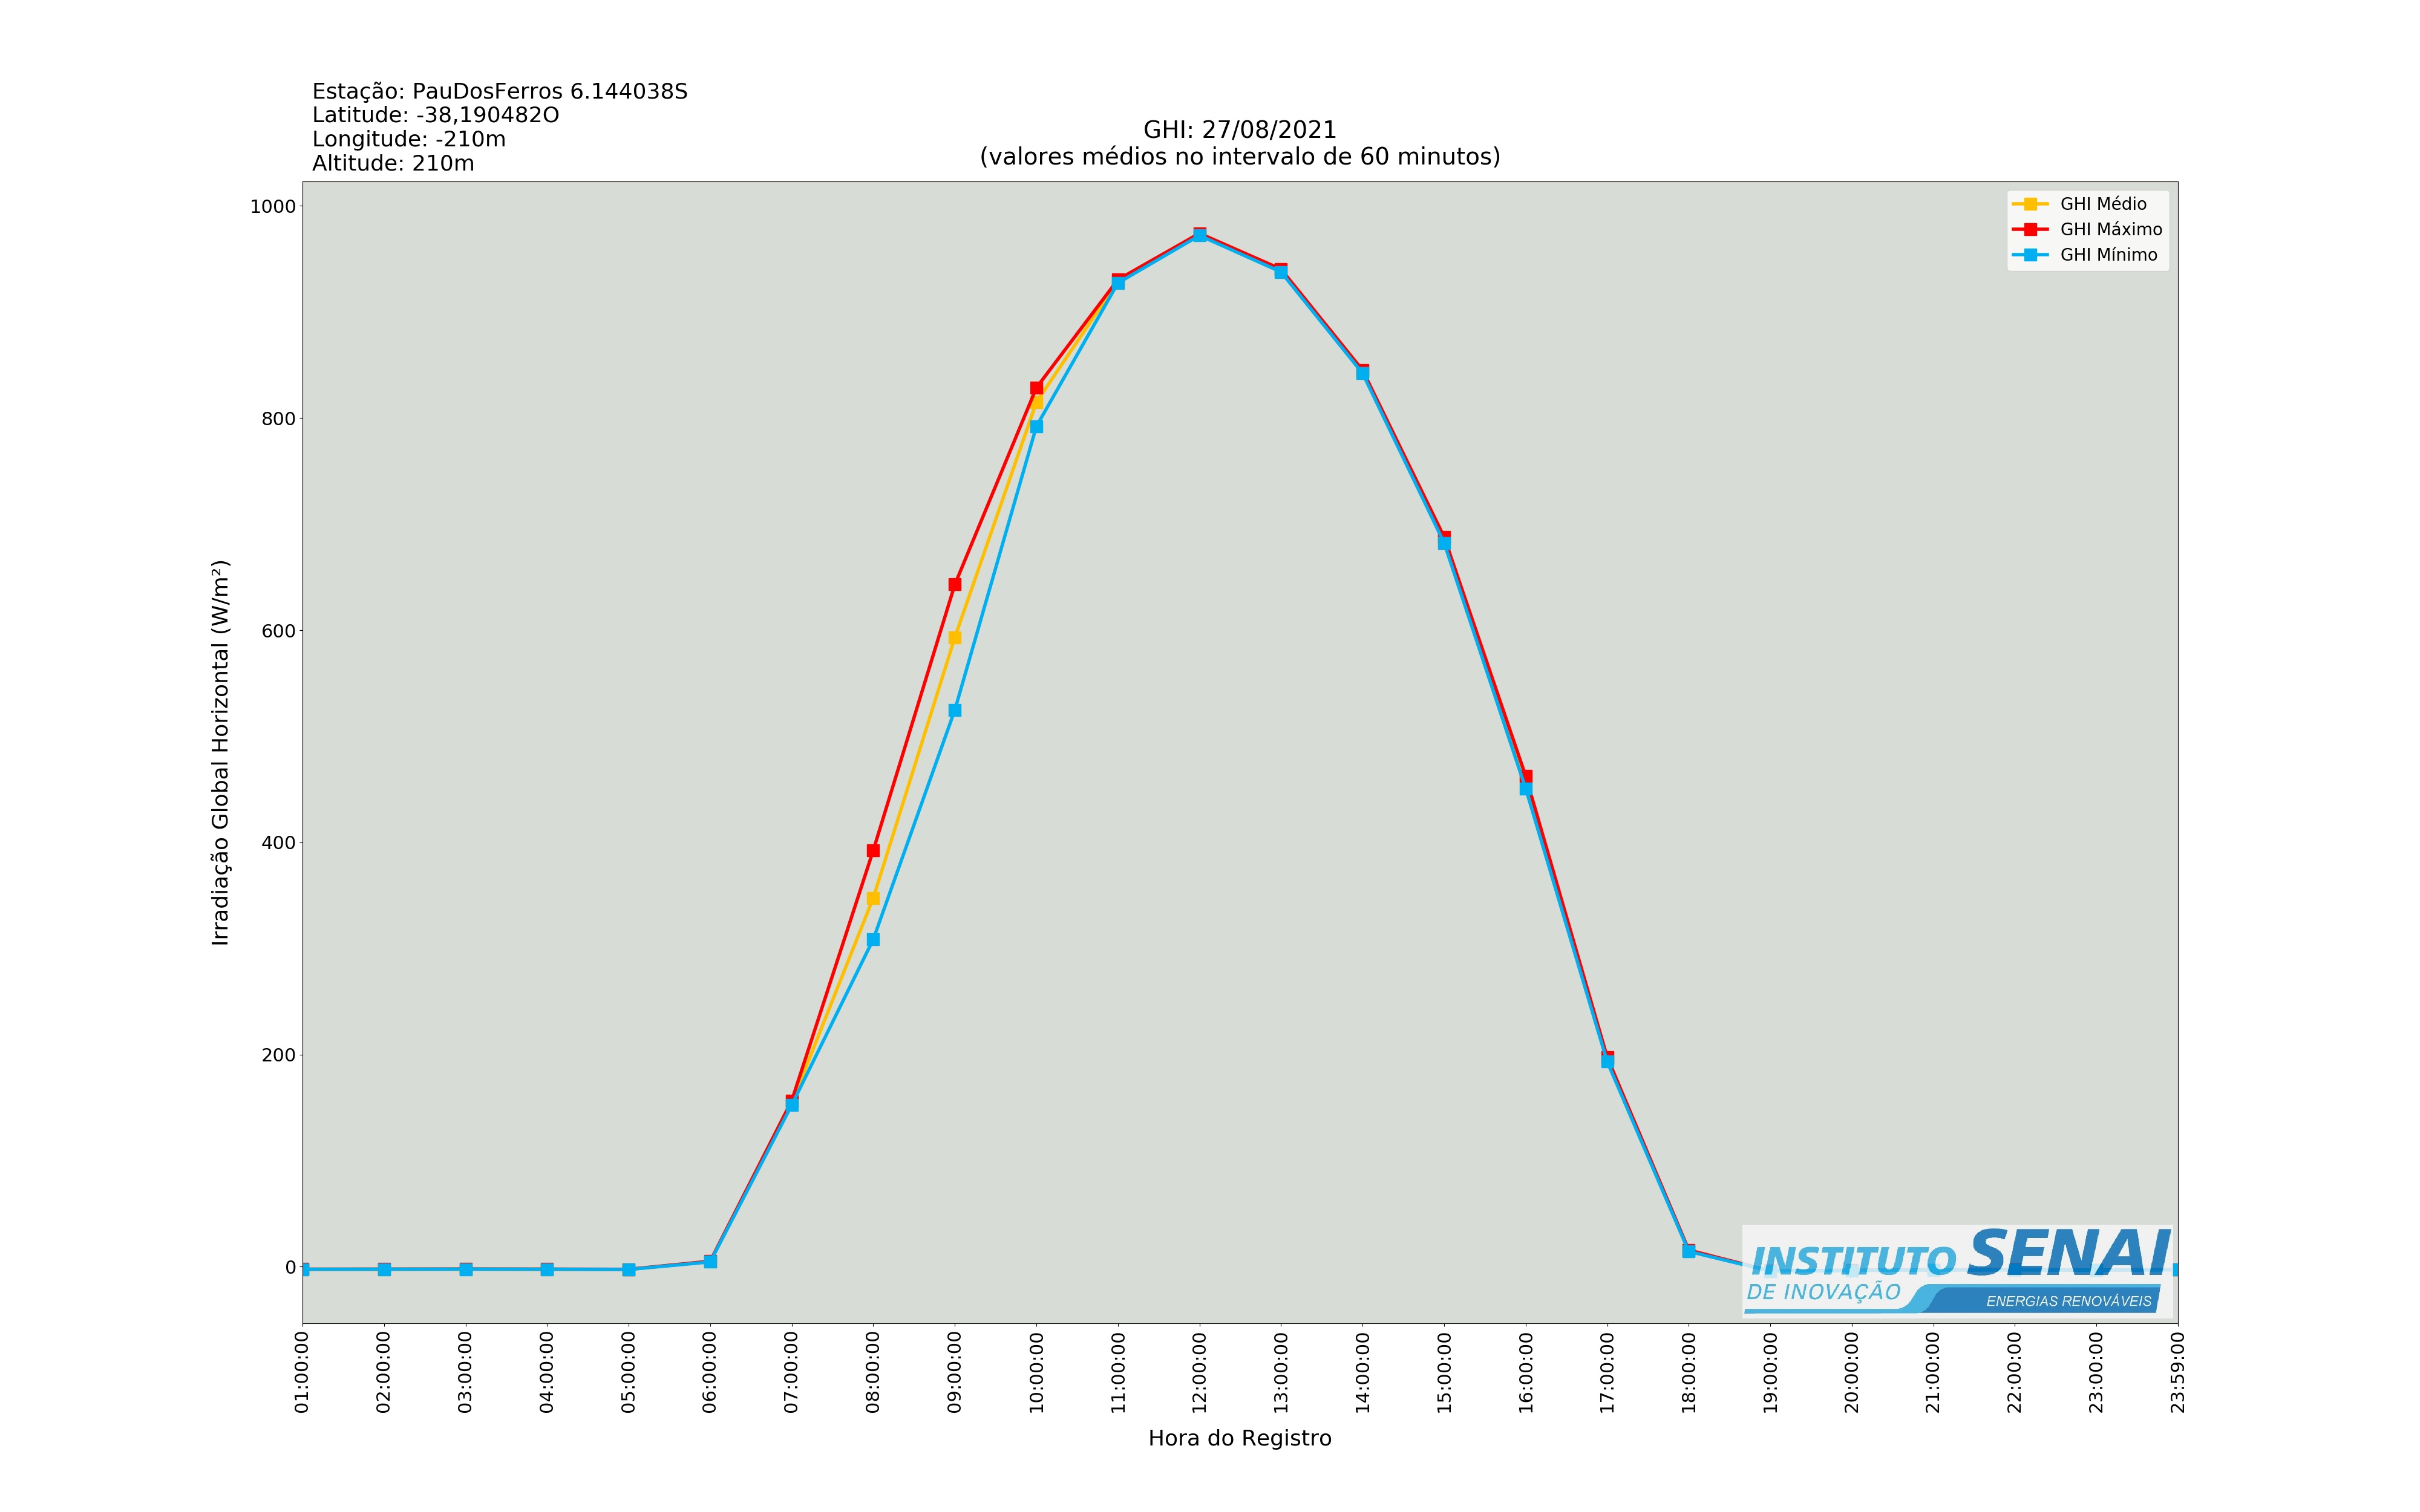 Estação: PauDosFerros 6.144038S
Latitude: -38,190482O
Longitude: -210m
Altitude: 210m
GHI: 27/08/2021
(valores médios no intervalo de 60 minutos)
GHI Médio
GHI Máximo
GHI Mínimo
Irradiação Global Horizontal (W/m²)
1000
800
600
400
200
0
INSTITUTO SENAI
DE INOVAÇÃO
ENERGIAS RENOVÁVEIS
01:00:00
02:00:00
03:00:00
04:00:00
05:00:00
06:00:00
07:00:00
08:00:00
09:00:00
10:00:00
11:00:00
12:00:00
13:00:00
14:00:00
15:00:00
16:00:00
17:00:00
18:00:00
19:00:00
20:00:00
21:00:00
22:00:00
23:00:00
23:59:00
Hora do Registro